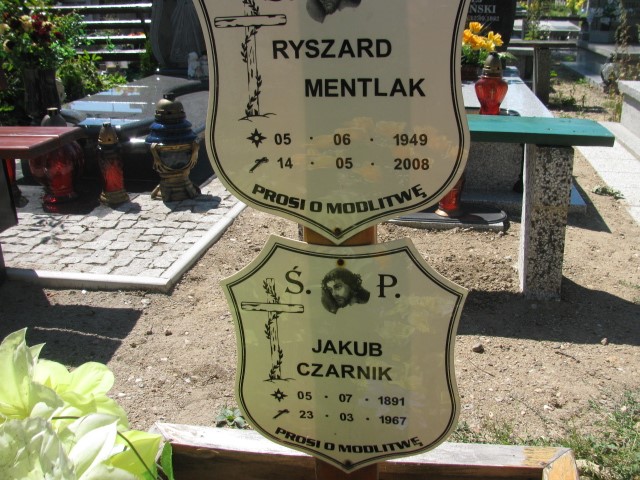 RYSZARD
MENTLAK
05 · 06 · 1949
14 · 05 · 2008
PROSI O MODLITWĘ
Ś. P.
JAKUB
CZARNIK
05 · 07 · 1891
23 · 03 · 1967
PROSI O MODLITWĘ